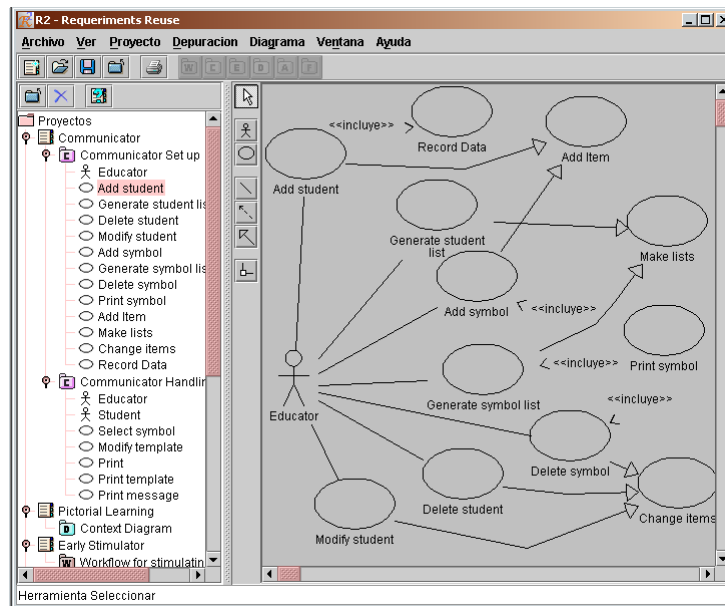 R2 - Requeriments Reuse
Archivo Ver Proyecto Depuracion Diagrama Ventana Ayuda
W C E D A F
Proyectos
Communicator
C Communicator Set up
Educator
Add student
Generate student lis
Delete student
Modify student
Add symbol
Generate symbol lis
Delete symbol
Print symbol
Add Item
Make lists
Change items
Record Data
C Communicator Handlin
Educator
Student
Select symbol
Modify template
Print
Print template
Print message
Pictorial Learning
D Context Diagram
Early Stimulator
W Workflow for stimulatin
<<incluye>>
Record Data
Add Item
Add student
Generate student
list
Make lists
Add symbol
<<incluye>>
<<incluye>>
Print symbol
Educator
Generate symbol list
<<incluye>>
Delete symbol
Delete student
Change items
Modify student
Herramienta Seleccionar